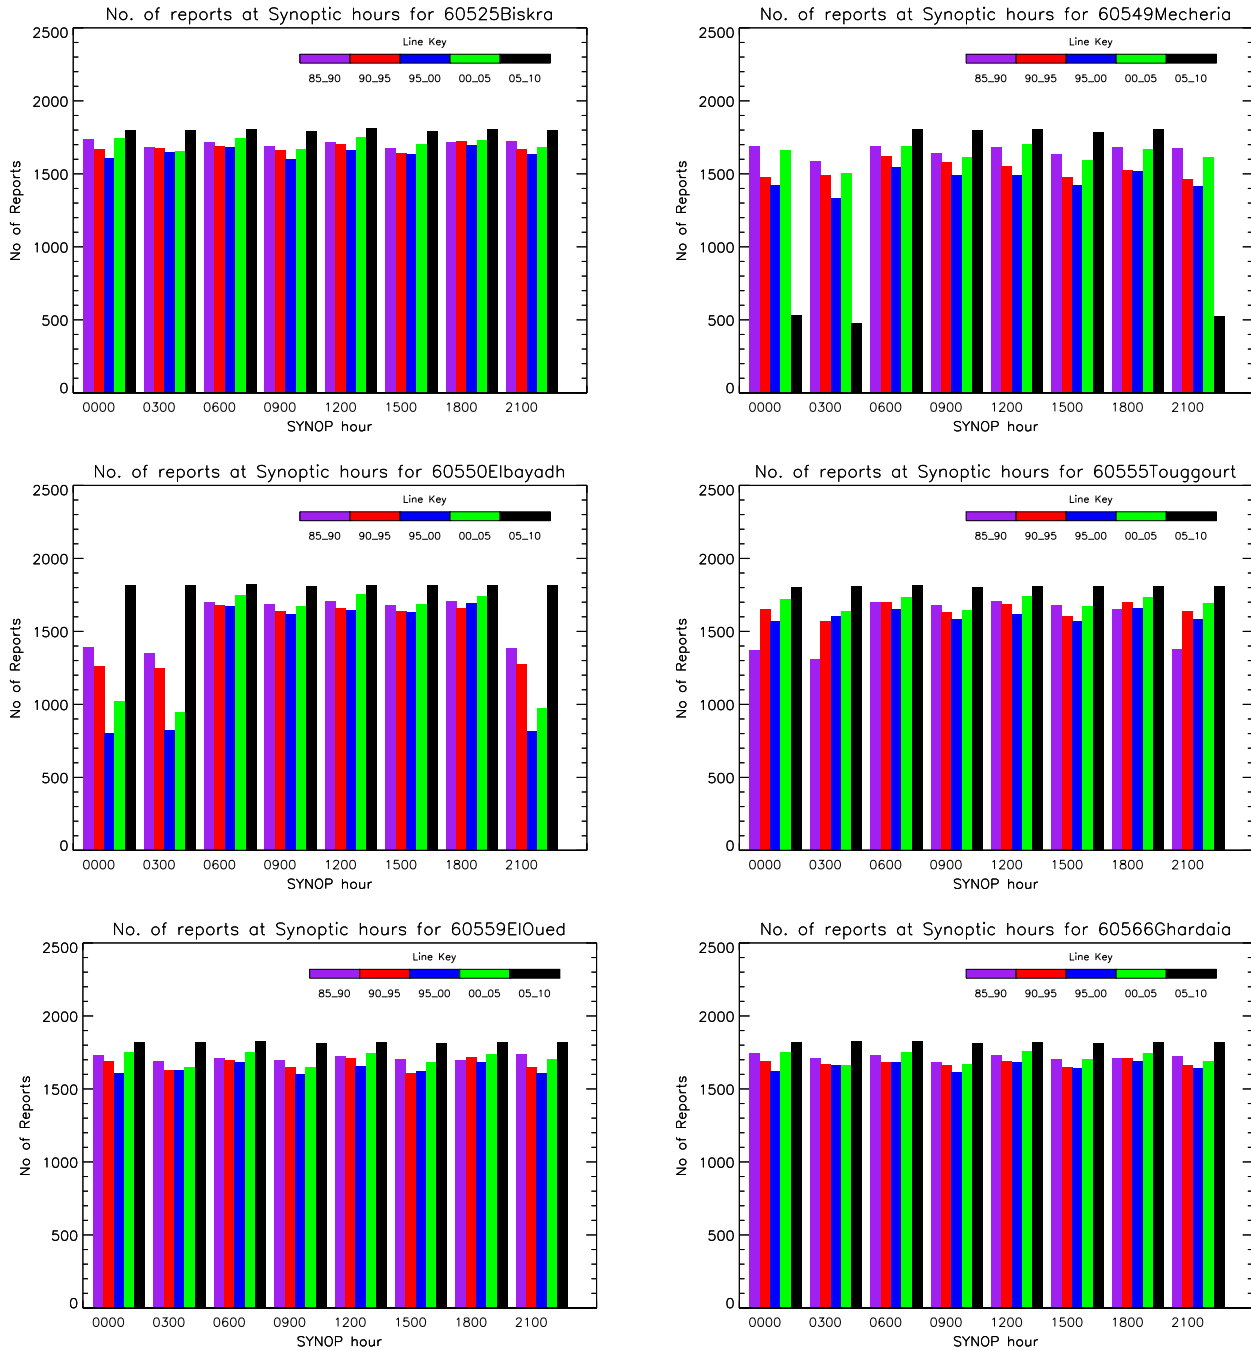 No. of reports at Synoptic hours for 60525Biskra
2500
2000
1500
1000
500
0
No of Reports
Line Key
85_90 90_95 95_00 00_05 05_10
0000 0300 0600 0900 1200 1500 1800 2100
SYNOP hour
No. of reports at Synoptic hours for 60549Mecheria
2500
2000
1500
1000
500
0
No of Reports
Line Key
85_90 90_95 95_00 00_05 05_10
0000 0300 0600 0900 1200 1500 1800 2100
SYNOP hour
No. of reports at Synoptic hours for 60550Elbayadh
2500
2000
1500
1000
500
0
No of Reports
Line Key
85_90 90_95 95_00 00_05 05_10
0000 0300 0600 0900 1200 1500 1800 2100
SYNOP hour
No. of reports at Synoptic hours for 60555Touggourt
2500
2000
1500
1000
500
0
No of Reports
Line Key
85_90 90_95 95_00 00_05 05_10
0000 0300 0600 0900 1200 1500 1800 2100
SYNOP hour
No. of reports at Synoptic hours for 60559ElOued
2500
2000
1500
1000
500
0
No of Reports
Line Key
85_90 90_95 95_00 00_05 05_10
0000 0300 0600 0900 1200 1500 1800 2100
SYNOP hour
No. of reports at Synoptic hours for 60566Ghardaia
2500
2000
1500
1000
500
0
No of Reports
Line Key
85_90 90_95 95_00 00_05 05_10
0000 0300 0600 0900 1200 1500 1800 2100
SYNOP hour